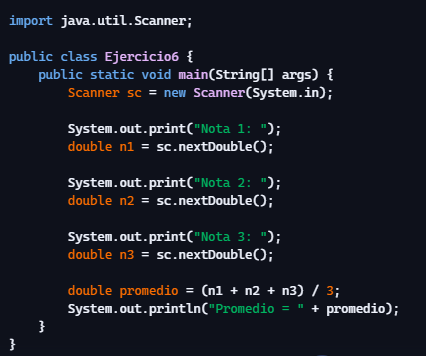 import java.util.Scanner;
public class Ejercicio6 {
public static void main(String[] args) {
Scanner sc = new Scanner(System.in);
System.out.print("Nota 1: ");
double n1 = sc.nextDouble();
System.out.print("Nota 2: ");
double n2 = sc.nextDouble();
System.out.print("Nota 3: ");
double n3 = sc.nextDouble();
double promedio = (n1 + n2 + n3) / 3;
System.out.println("Promedio = " + promedio);
}
}